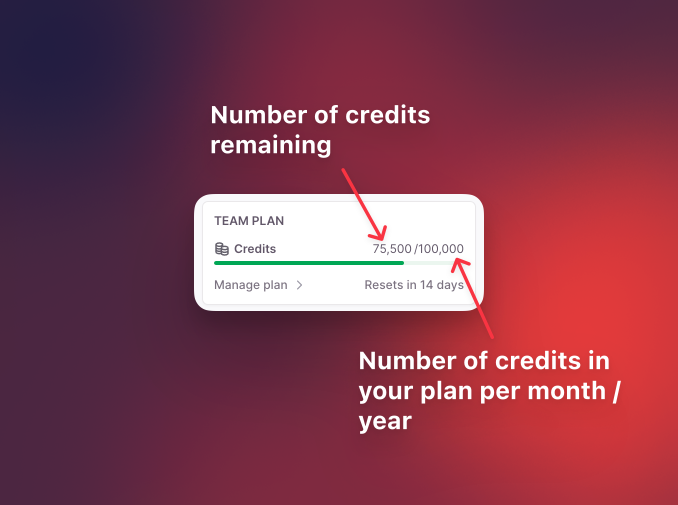 Number of credits
remaining
TEAM PLAN
Credits 75,500/100,000
Manage plan Resets in 14 days
Number of credits in
your plan per month /
year